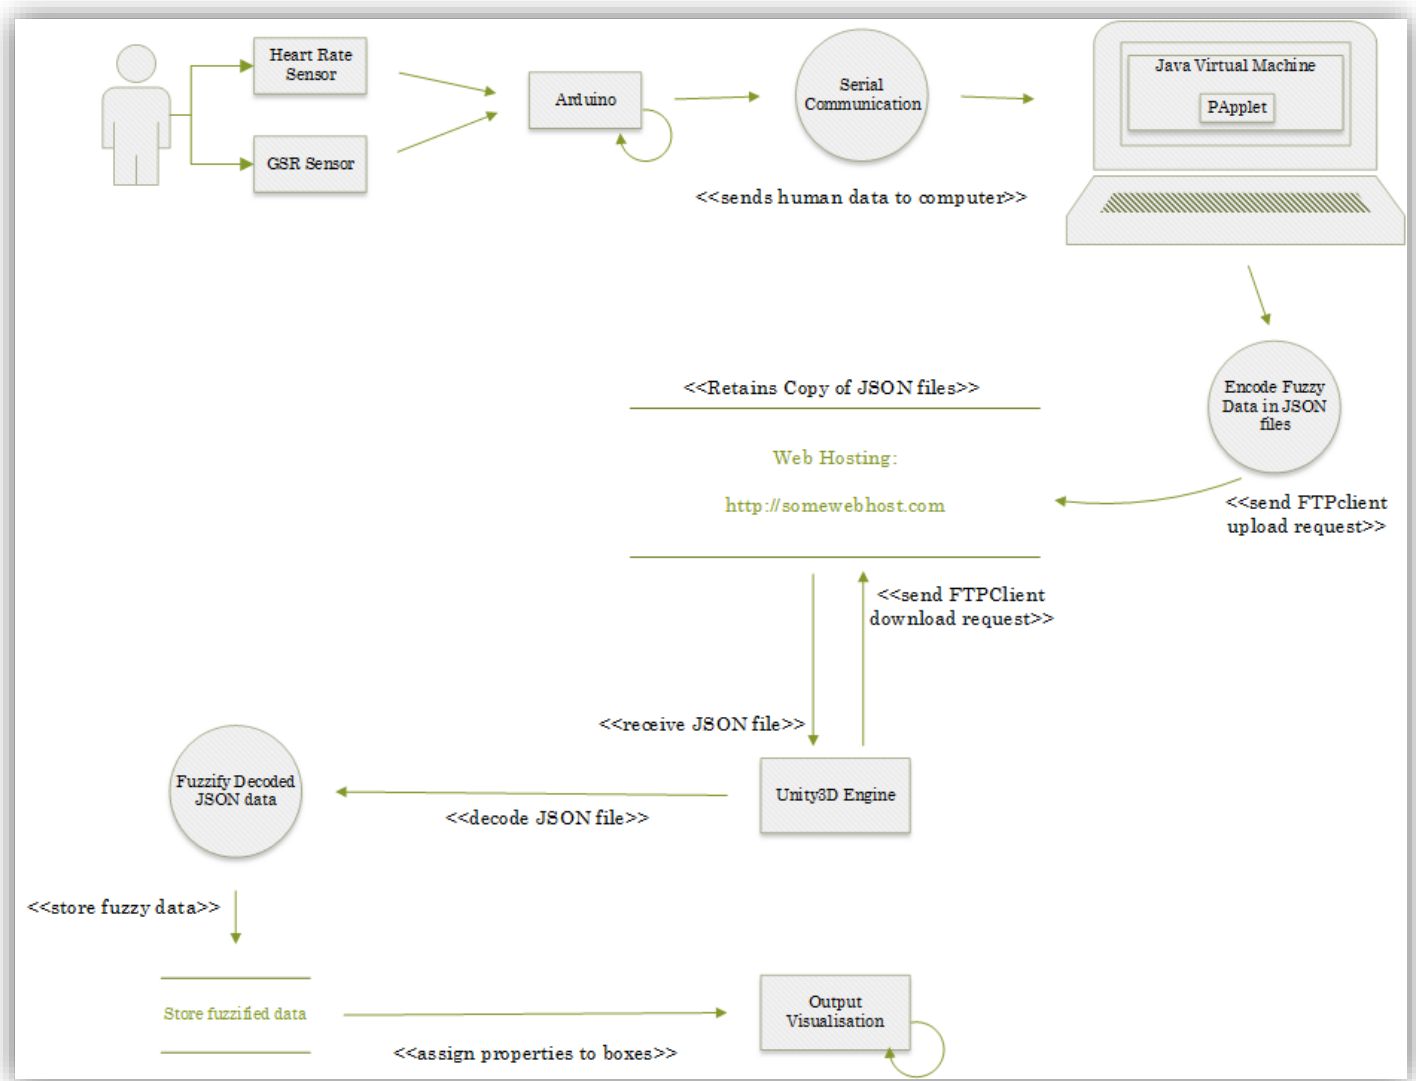 Heart Rate
Sensor
GSR Sensor
Arduino
Serial
Communication
Java Virtual Machine
PApplet
<<sends human data to computer>>
Encode Fuzzy
Data in JSON
files
<<send FTPclient
upload request>>
<<Retains Copy of JSON files>>
Web Hosting:
http://somewebhost.com
<<send FTPClient
download request>>
<<receive JSON file>>
Unity3D Engine
<<decode JSON file>>
Fuzzify Decoded
JSON data
<<store fuzzy data>>
Store fuzzified data
<<assign properties to boxes>>
Output
Visualisation